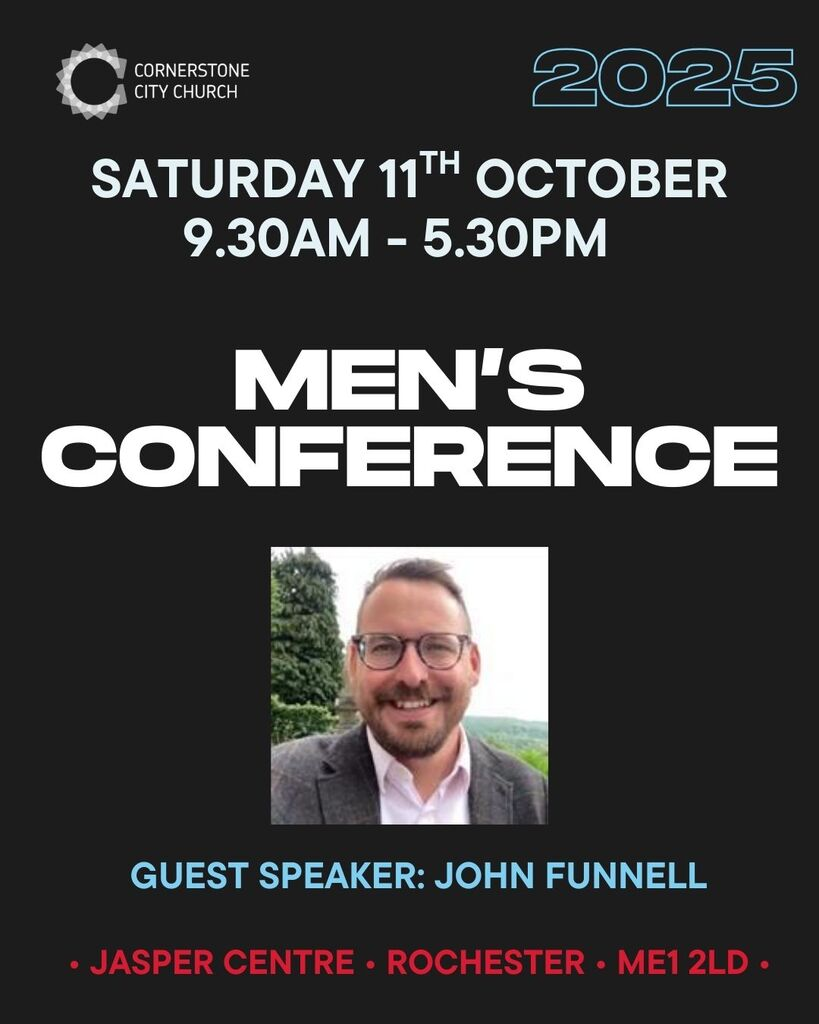 CORNERSTONE
CITY CHURCH
2025
SATURDAY 11TH OCTOBER
9.30AM - 5.30PM
MEN'S
CONFERENCE
GUEST SPEAKER: JOHN FUNNELL
• JASPER CENTRE • ROCHESTER • ME1 2LD •